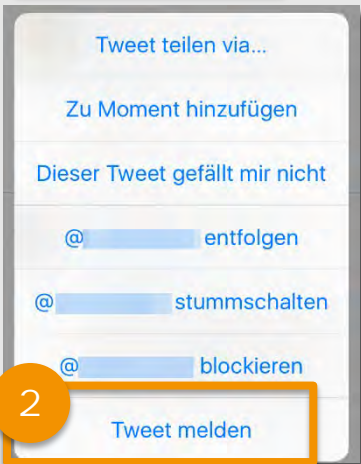 Tweet teilen via...
Zu Moment hinzufügen
Dieser Tweet gefällt mir nicht
@ entfolgen
@ stummschalten
@ blockieren
2
Tweet melden